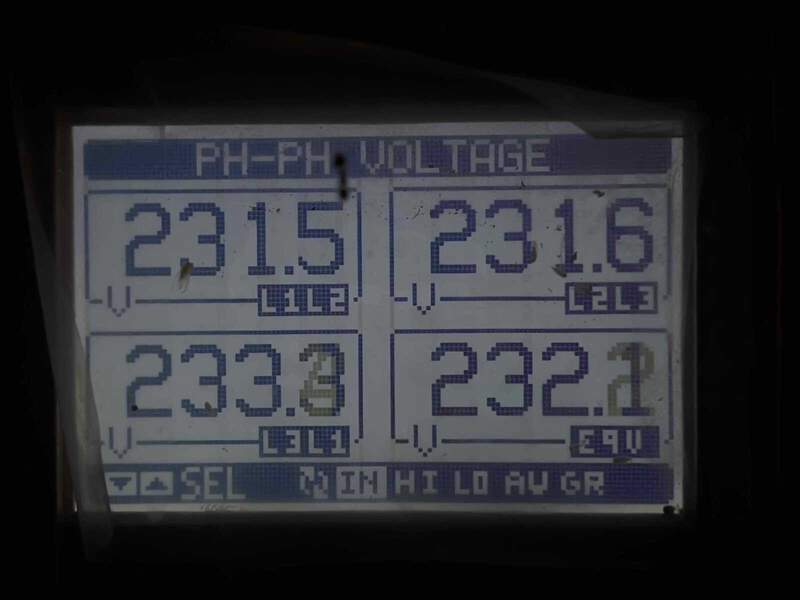 PH-PH VOLTAGE
231.5 231.6
V L1L2 V L2L3
233.3 232.1
V L3L1 V EQV
SEL IN HI LO AV GR